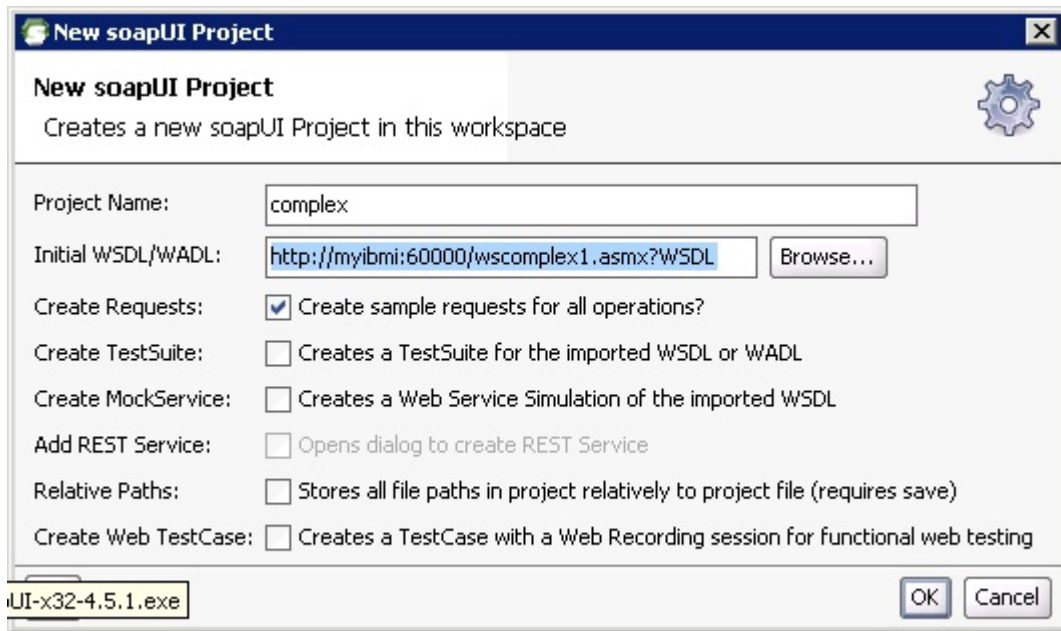 New soapUI Project
New soapUI Project
Creates a new soapUI Project in this workspace
Project Name: complex
Initial WSDL/WADL: http://myibmi:60000/wscomplex1.asmx?WSDL Browse...
Create Requests: Create sample requests for all operations?
Create TestSuite: Creates a TestSuite for the imported WSDL or WADL
Create MockService: Creates a Web Service Simulation of the imported WSDL
Add REST Service: Opens dialog to create REST Service
Relative Paths: Stores all file paths in project relatively to project file (requires save)
Create Web TestCase: Creates a TestCase with a Web Recording session for functional web testing
UI-x32-4.5.1.exe OK Cancel